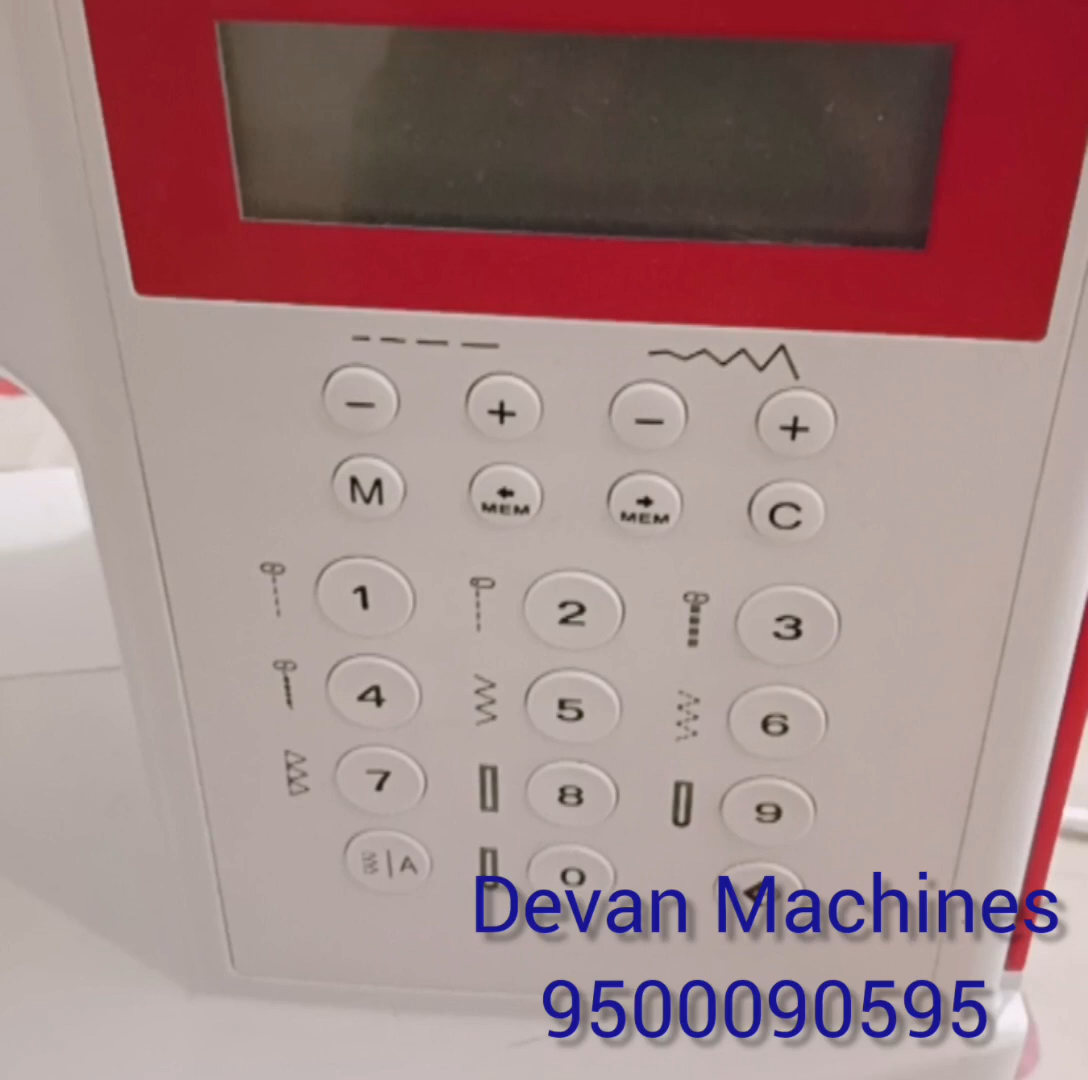 − + − +
M ←MEM →MEM C
1 2 3
4 5 6
7 8 9
|A 0
Devan Machines
9500090595